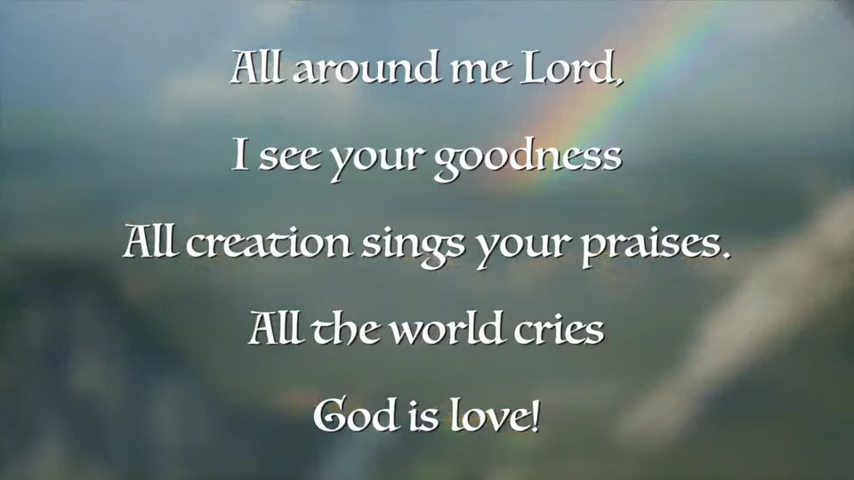 All around me Lord,
I see your goodness
All creation sings your praises.
All the world cries
God is love!